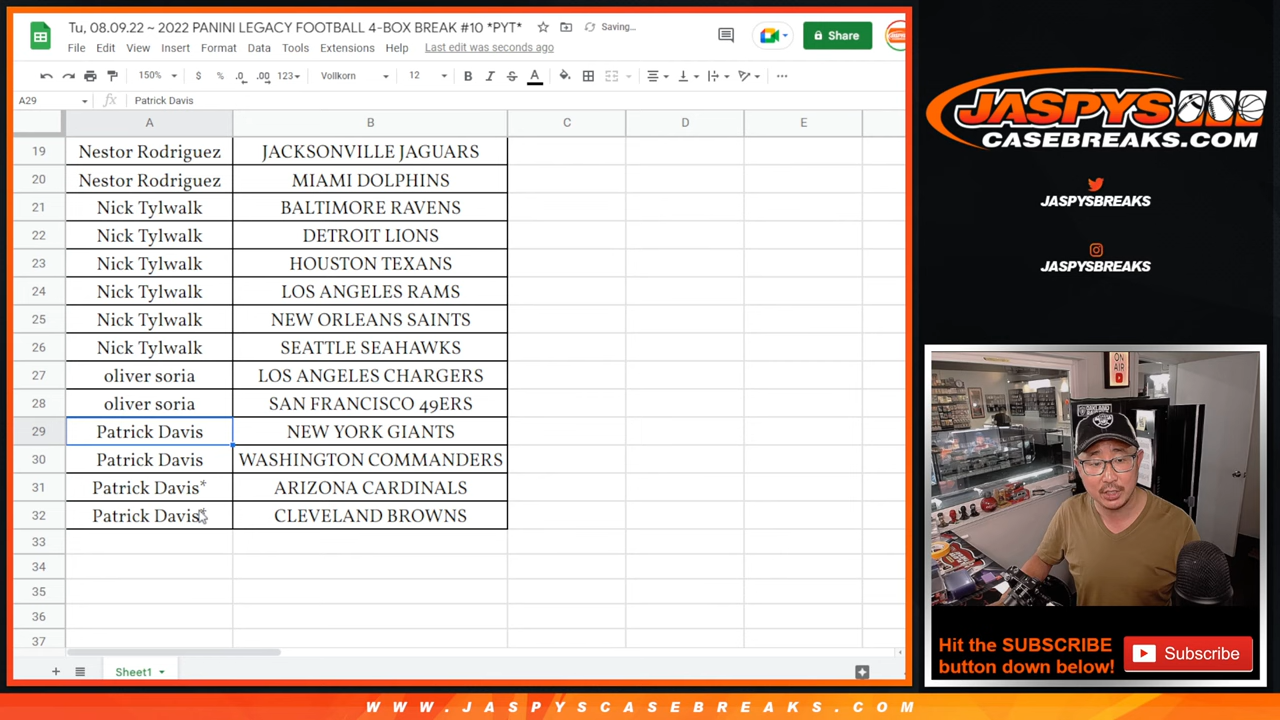 Tu, 08.09.22 ~ 2022 PANINI LEGACY FOOTBALL 4-BOX BREAK #10 *PYT*
Saving...
File Edit View Insert Format Data Tools Extensions Help Last edit was seconds ago
Share
150% $ % .0 .00 123 Vollkorn 12 B I S A
A29 fx Patrick Davis
A B C D E
19 Nestor Rodriguez JACKSONVILLE JAGUARS
20 Nestor Rodriguez MIAMI DOLPHINS
21 Nick Tylwalk BALTIMORE RAVENS
22 Nick Tylwalk DETROIT LIONS
23 Nick Tylwalk HOUSTON TEXANS
24 Nick Tylwalk LOS ANGELES RAMS
25 Nick Tylwalk NEW ORLEANS SAINTS
26 Nick Tylwalk SEATTLE SEAHAWKS
27 oliver soria LOS ANGELES CHARGERS
28 oliver soria SAN FRANCISCO 49ERS
29 Patrick Davis NEW YORK GIANTS
30 Patrick Davis WASHINGTON COMMANDERS
31 Patrick Davis* ARIZONA CARDINALS
32 Patrick Davis* CLEVELAND BROWNS
33
34
35
36
37
Sheet1
JASPYS
CASEBREAKS.COM
JASPYSBREAKS
JASPYSBREAKS
ON AIR
Hit the SUBSCRIBE
button down below!
Subscribe
WWW.JASPYSCASEBREAKS.COM